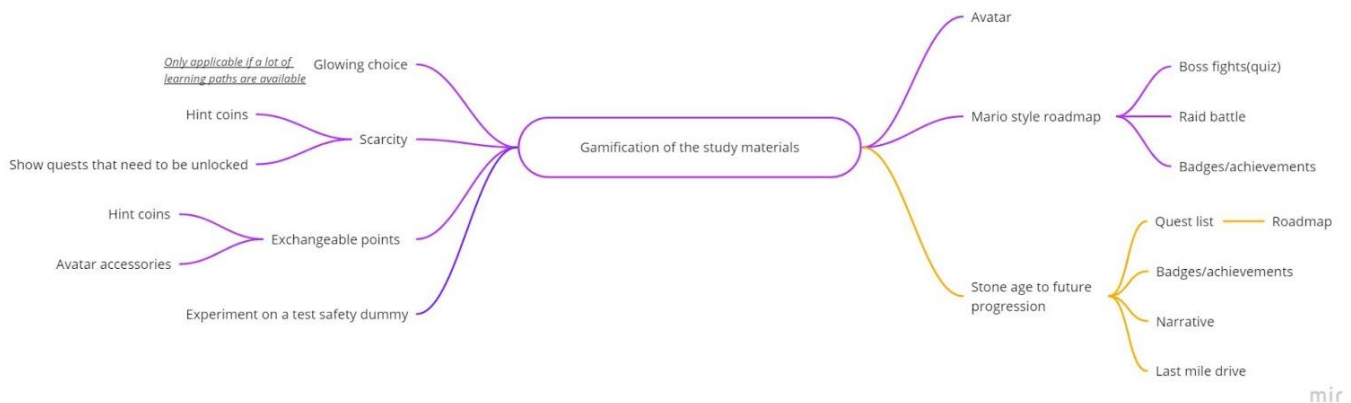 Avatar
Only applicable if a lot of
learning paths are available
Glowing choice
Boss fights(quiz)
Hint coins
Mario style roadmap
Raid battle
Scarcity
Gamification of the study materials
Show quests that need to be unlocked
Badges/achievements
Hint coins
Quest list
Roadmap
Exchangeable points
Avatar accessories
Badges/achievements
Stone age to future
progression
Experiment on a test safety dummy
Narrative
Last mile drive
mir